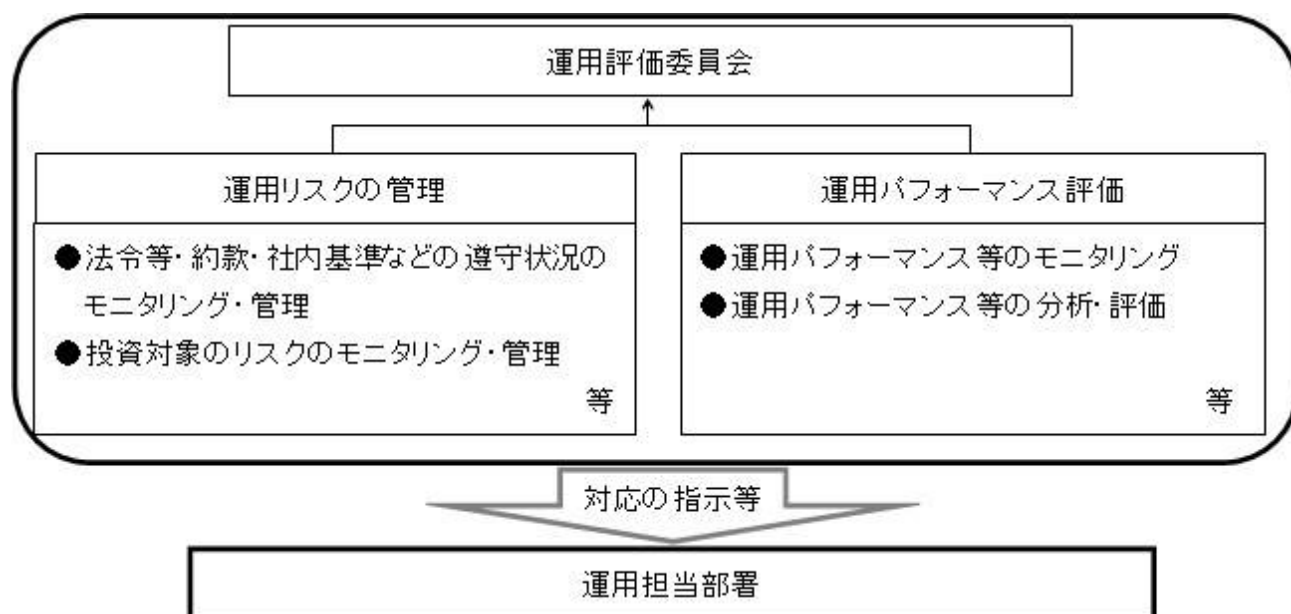 運用評価委員会
運用リスクの管理
●法令等・約款・社内基準などの遵守状況の
モニタリング・管理
●投資対象のリスクのモニタリング・管理
等
運用パフォーマンス評価
●運用パフォーマンス等のモニタリング
●運用パフォーマンス等の分析・評価
等
対応の指示等
運用担当部署